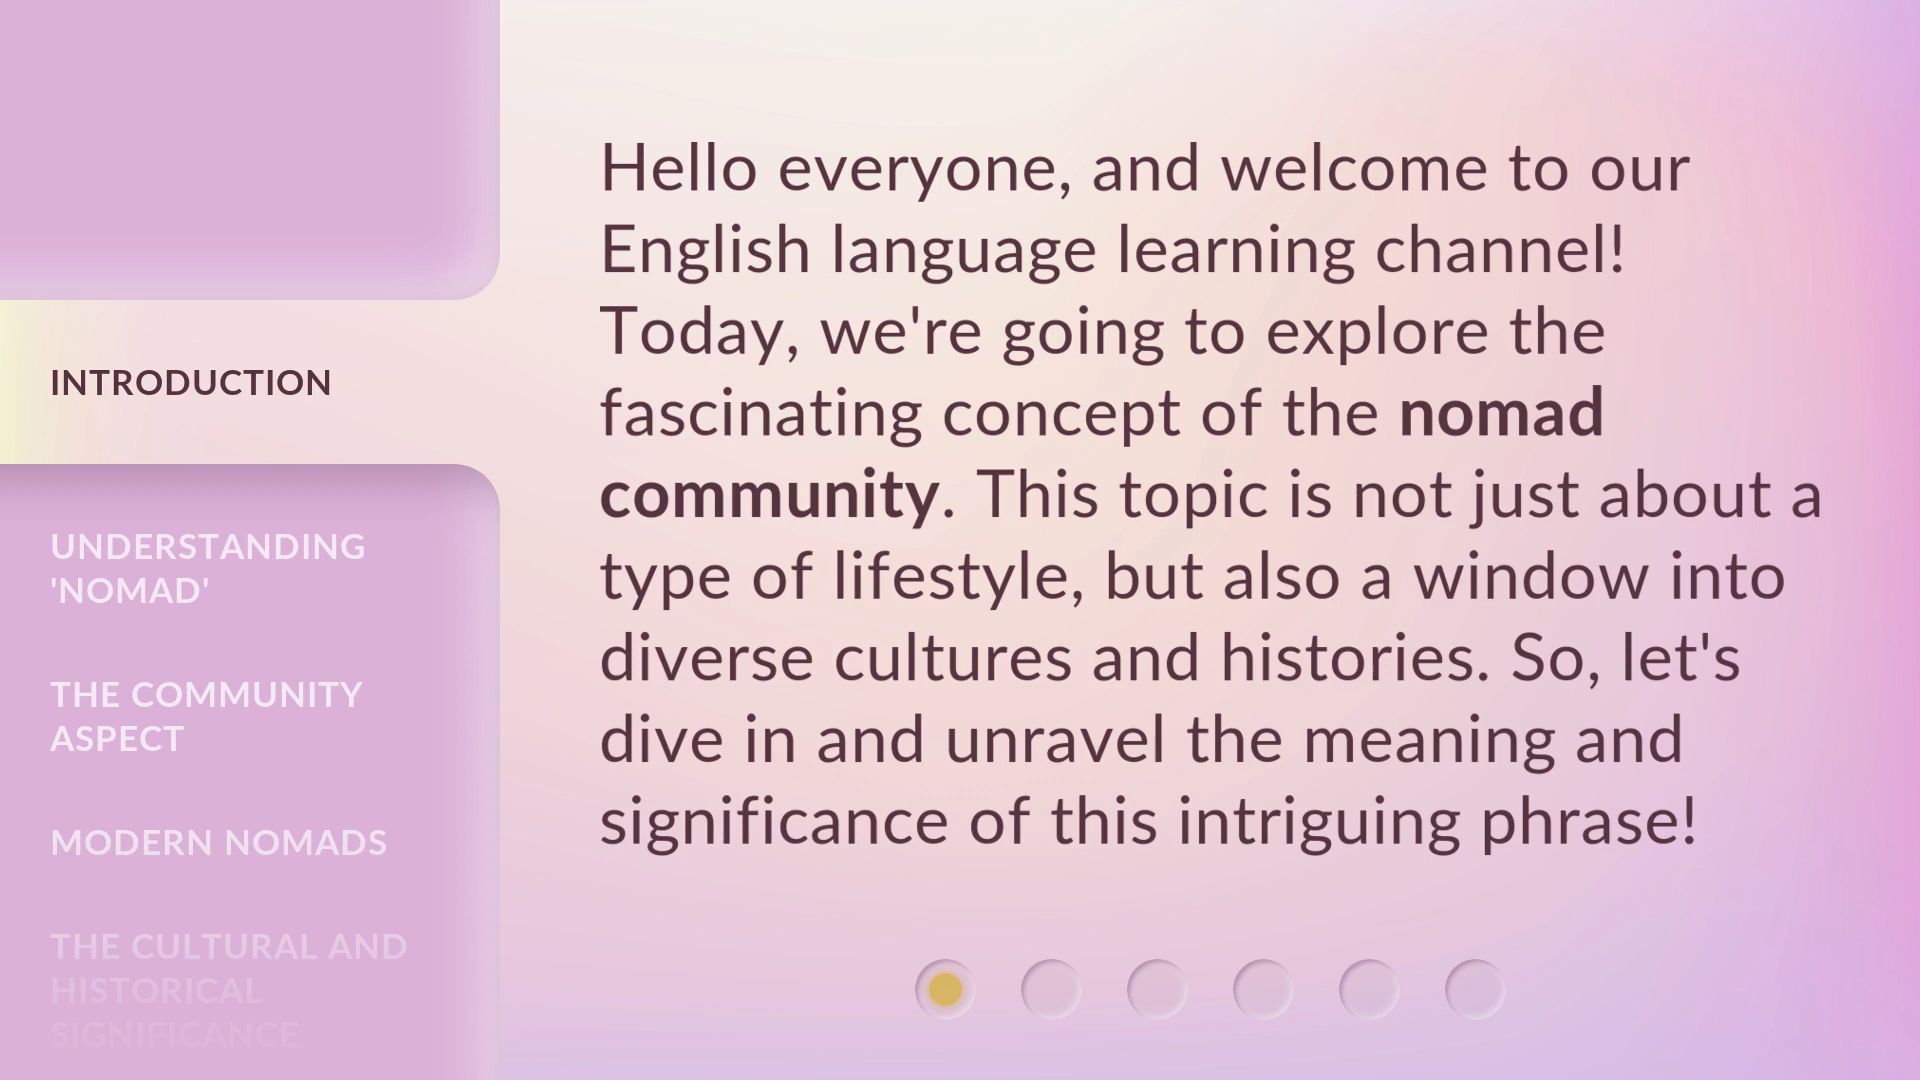 INTRODUCTION
UNDERSTANDING
'NOMAD'
THE COMMUNITY
ASPECT
MODERN NOMADS
THE CULTURAL AND
HISTORICAL
SIGNIFICANCE
Hello everyone, and welcome to our
English language learning channel!
Today, we're going to explore the
fascinating concept of the nomad
community. This topic is not just about a
type of lifestyle, but also a window into
diverse cultures and histories. So, let's
dive in and unravel the meaning and
significance of this intriguing phrase!